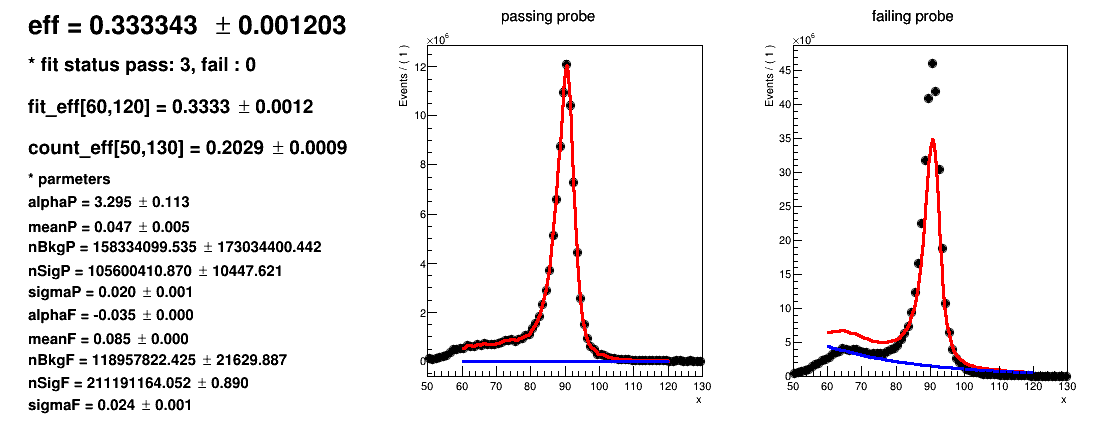 eff = 0.333343 ± 0.001203
* fit status pass: 3, fail : 0
fit_eff[60,120] = 0.3333 ± 0.0012
count_eff[50,130] = 0.2029 ± 0.0009
* parmeters
alphaP = 3.295 ± 0.113
meanP = 0.047 ± 0.005
nBkgP = 158334099.535 ± 173034400.442
nSigP = 105600410.870 ± 10447.621
sigmaP = 0.020 ± 0.001
alphaF = -0.035 ± 0.000
meanF = 0.085 ± 0.000
nBkgF = 118957822.425 ± 21629.887
nSigF = 211191164.052 ± 0.890
sigmaF = 0.024 ± 0.001
passing probe
×10⁶
Events / ( 1 )
12
10
8
6
4
2
0
50 60 70 80 90 100 110 120 130
x
failing probe
×10⁶
Events / ( 1 )
45
40
35
30
25
20
15
10
5
0
50 60 70 80 90 100 110 120 130
x